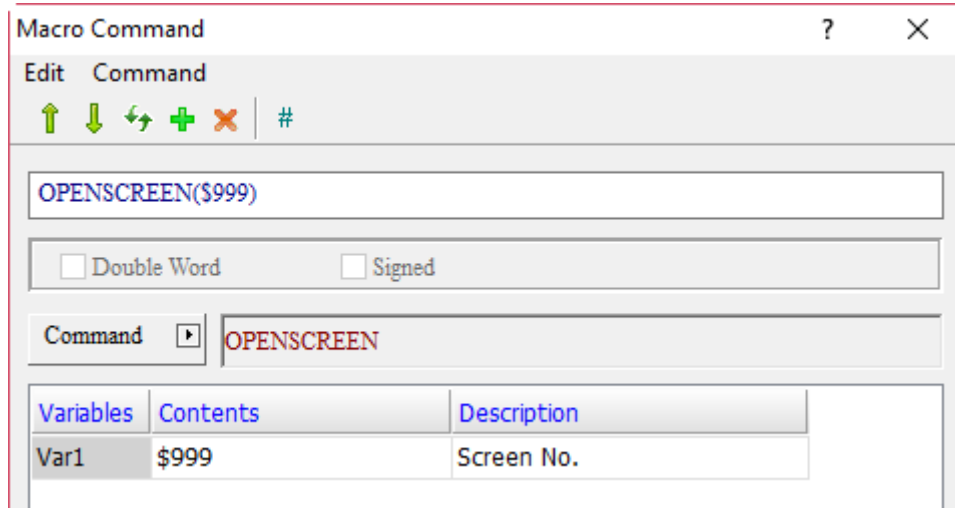 Macro Command ?
Edit Command
#
OPENSCREEN($999)
Double Word Signed
Command OPENSCREEN
Variables Contents Description
Var1 $999 Screen No.